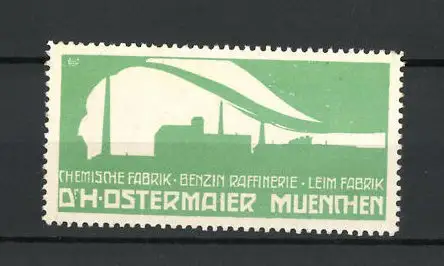 CHEMISCHE FABRIK · BENZIN RAFFINERIE · LEIM FABRIK
DR·H·OSTERMAIER MUENCHEN